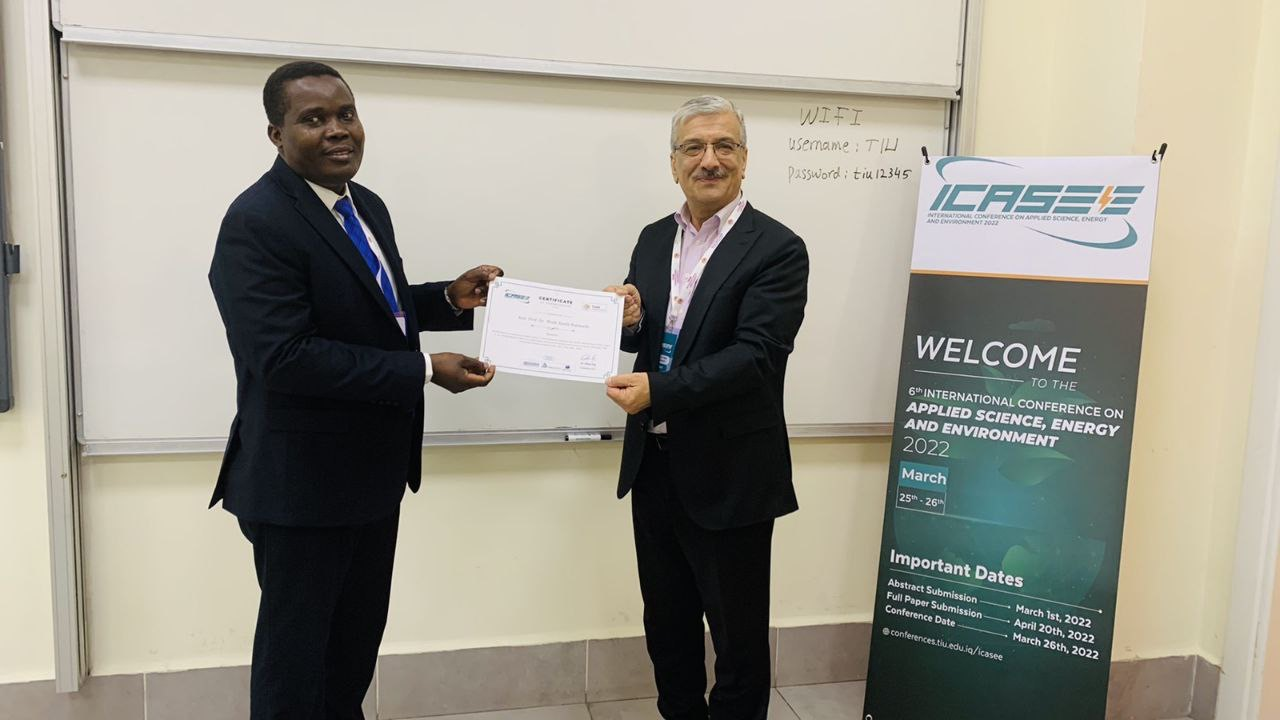 WIFI
username: TIU
Password: tiu12345
ICASEE
INTERNATIONAL CONFERENCE ON APPLIED SCIENCE, ENERGY
AND ENVIRONMENT 2022
WELCOME
TO THE
6th INTERNATIONAL CONFERENCE ON
APPLIED SCIENCE, ENERGY
AND ENVIRONMENT
2022
March
25th - 26th
Important Dates
Abstract Submission March 1st, 2022
Full Paper Submission April 20th, 2022
Conference Date March 26th, 2022
conferences.tiu.edu.iq/icasee
ICASEE
CERTIFICATE